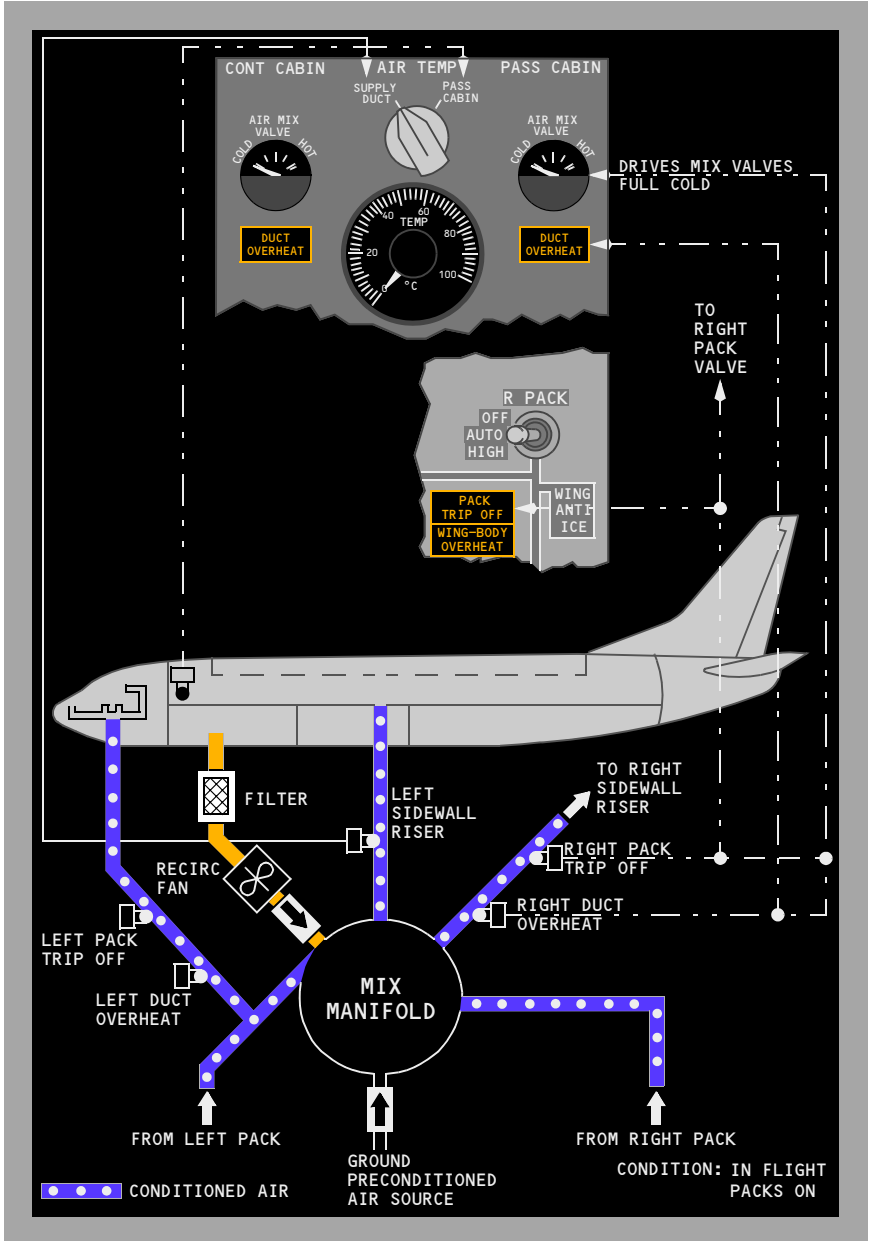 CONT CABIN
AIR TEMP
PASS CABIN
SUPPLY
DUCT
PASS
CABIN
AIR MIX
VALVE
COLD
HOT
AIR MIX
VALVE
COLD
HOT
DRIVES MIX VALVES
FULL COLD
DUCT
OVERHEAT
TEMP
0
20
40
60
80
100
°C
DUCT
OVERHEAT
TO
RIGHT
PACK
VALVE
R PACK
OFF
AUTO
HIGH
PACK
TRIP OFF
WING-BODY
OVERHEAT
WING
ANTI
ICE
TO RIGHT
SIDEWALL
RISER
FILTER
LEFT
SIDEWALL
RISER
RECIRC
FAN
RIGHT PACK
TRIP OFF
RIGHT DUCT
OVERHEAT
LEFT PACK
TRIP OFF
LEFT DUCT
OVERHEAT
MIX
MANIFOLD
FROM LEFT PACK
FROM RIGHT PACK
GROUND
PRECONDITIONED
AIR SOURCE
CONDITIONED AIR
CONDITION: IN FLIGHT
PACKS ON